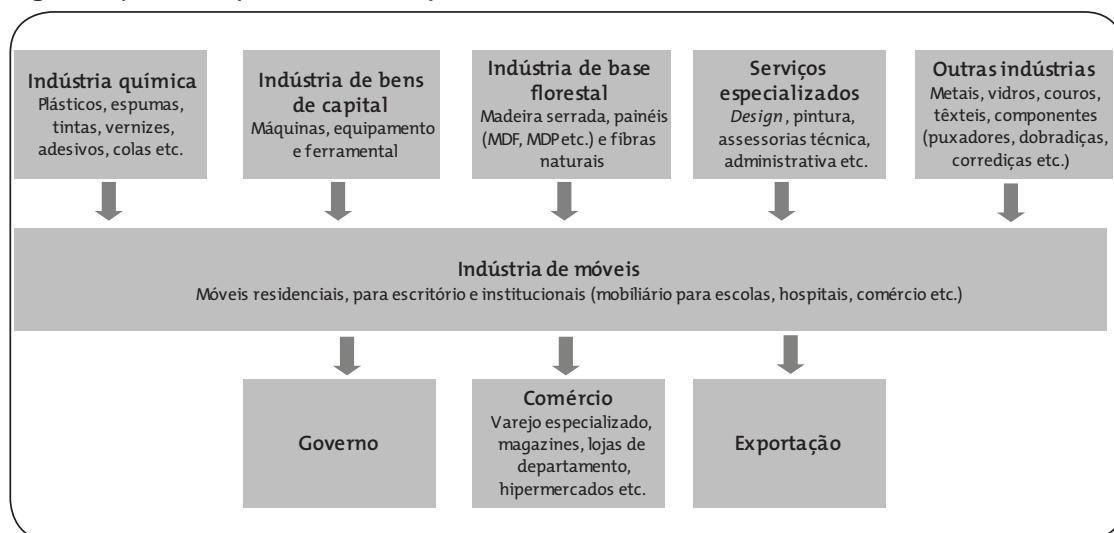 Indústria química
Plásticos, espumas,
tintas, vernizes,
adesivos, colas etc.
Indústria de bens
de capital
Máquinas, equipamento
e ferramental
Indústria de base
florestal
Madeira serrada, painéis
(MDF, MDP etc.) e fibras
naturais
Serviços
especializados
Design, pintura,
assessorias técnica,
administrativa etc.
Outras indústrias
Metais, vidros, couros,
têxteis, componentes
(puxadores, dobradiças,
corrediças etc.)
Indústria de móveis
Móveis residenciais, para escritório e institucionais (mobiliário para escolas, hospitais, comércio etc.)
Governo
Comércio
Varejo especializado,
magazines, lojas de
departamento,
hipermercados etc.
Exportação